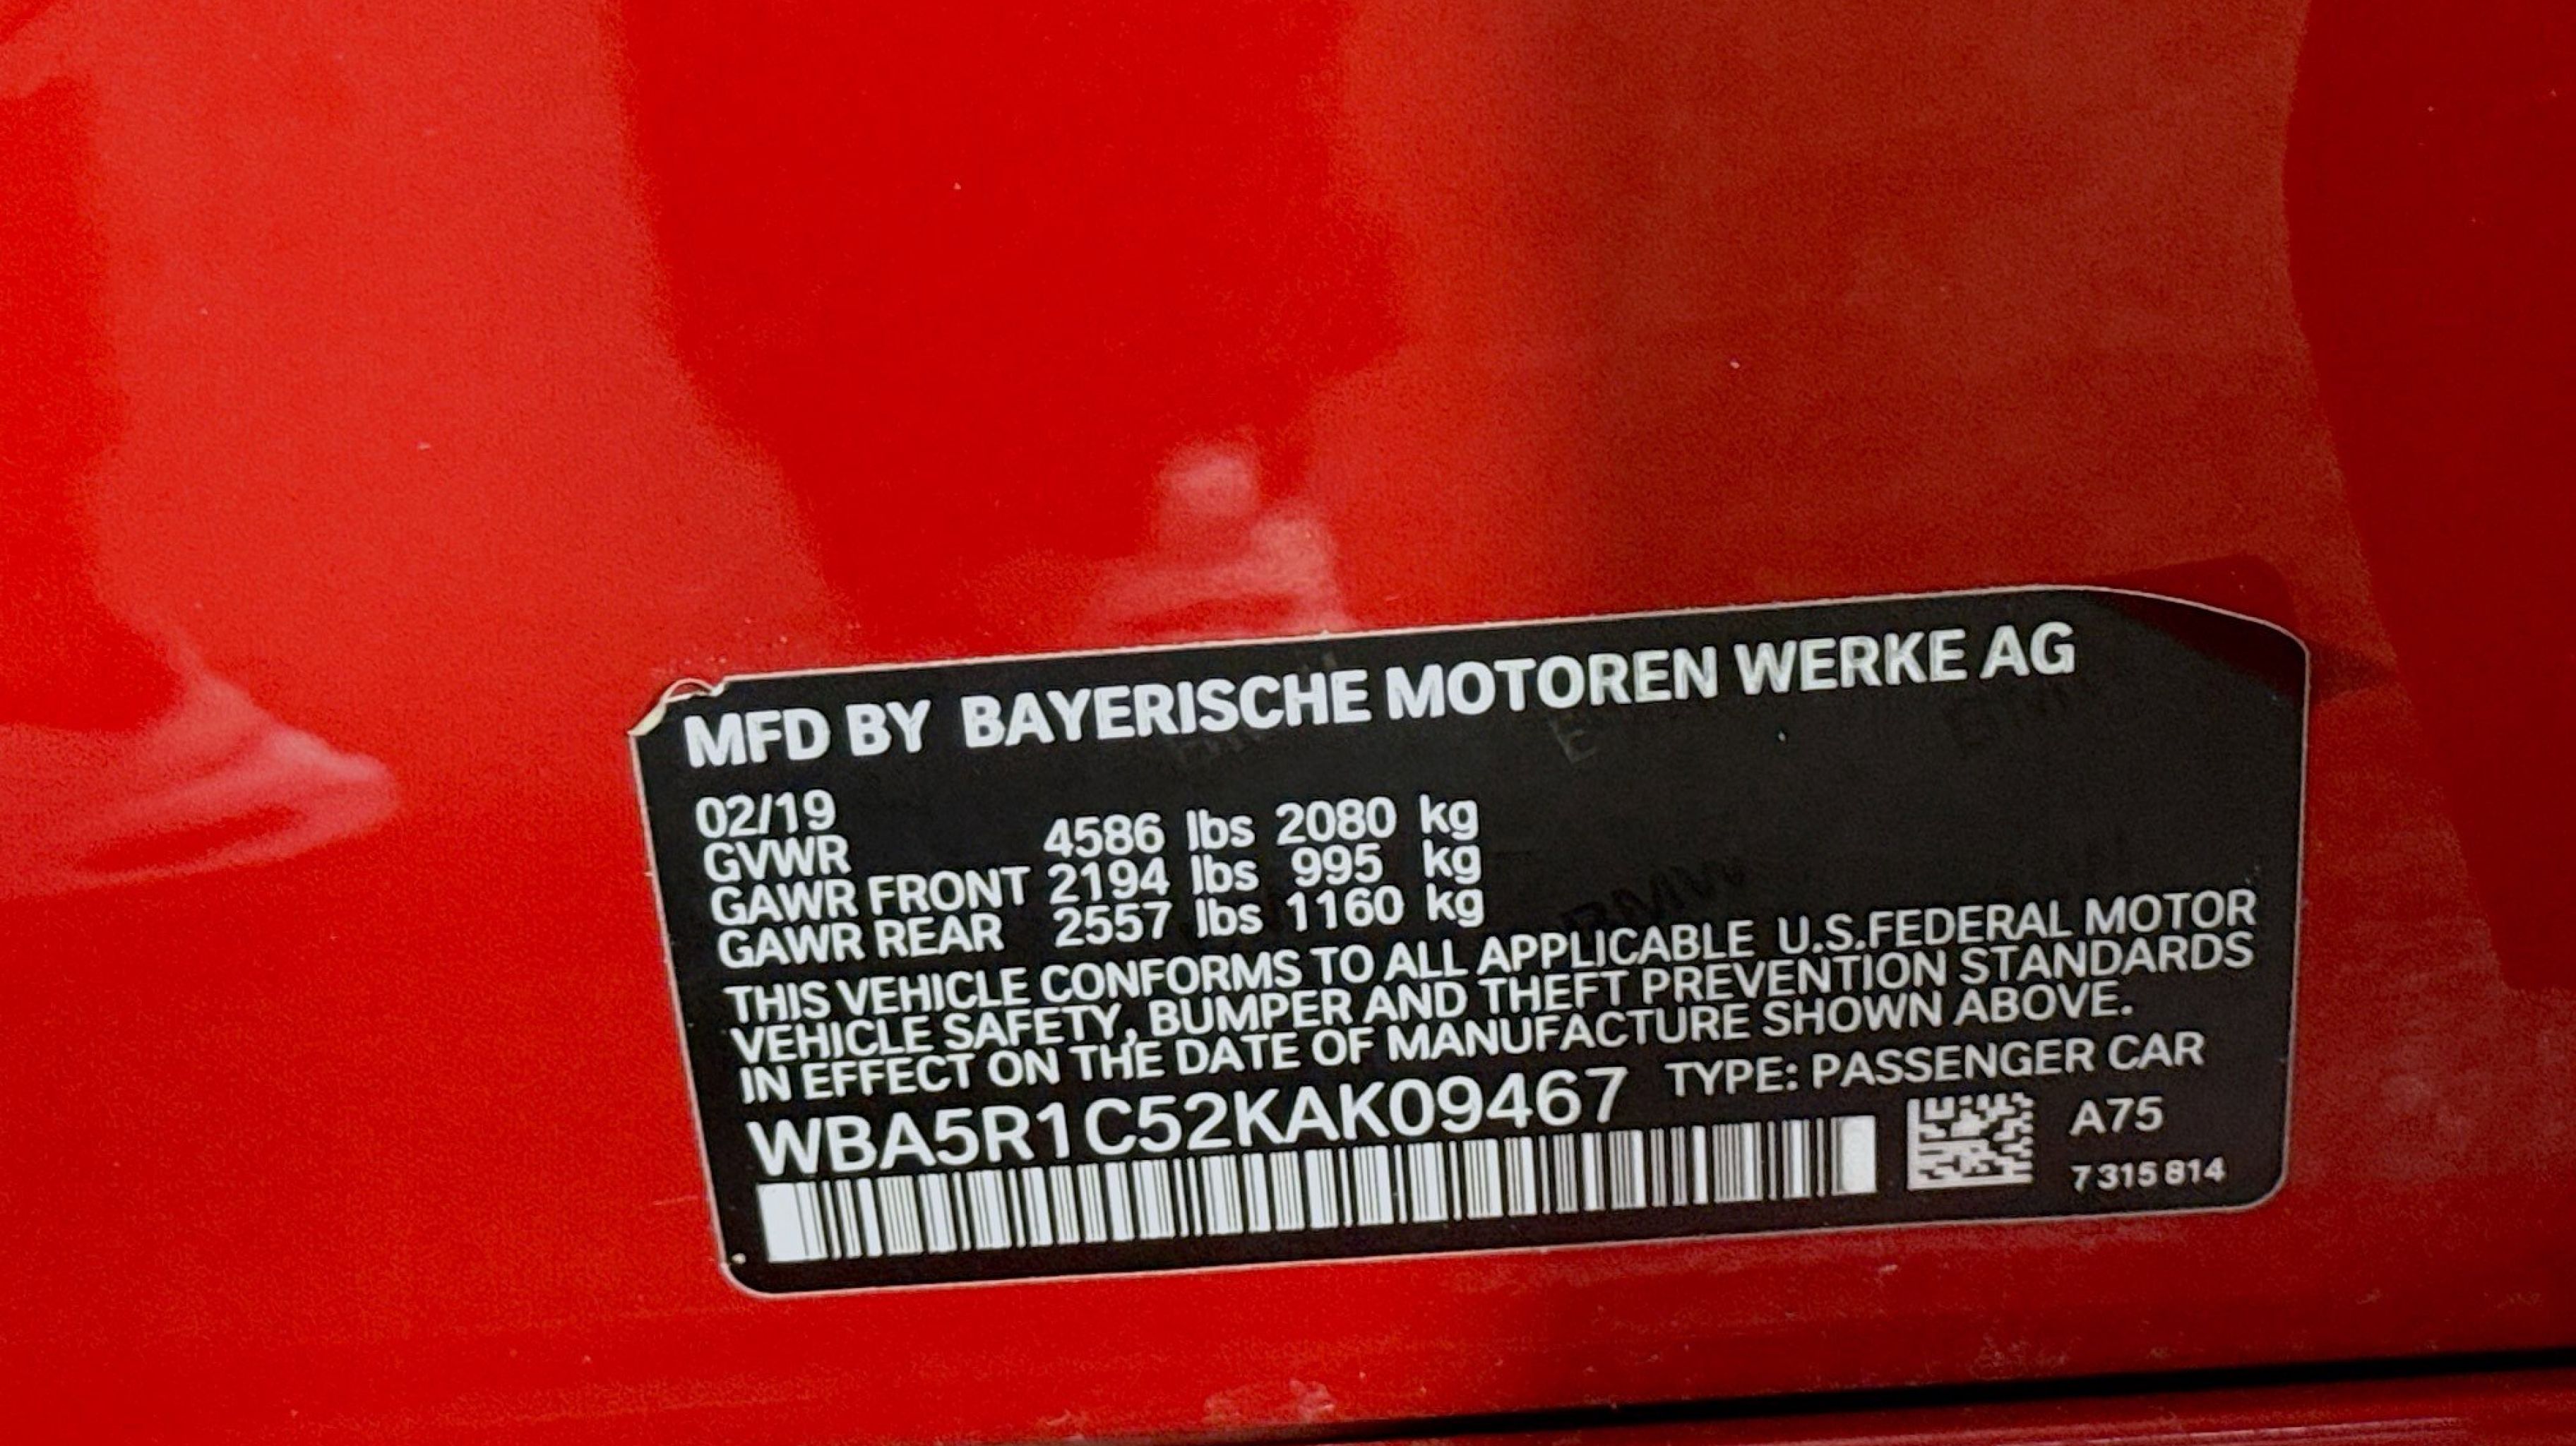 MFD BY BAYERISCHE MOTOREN WERKE AG
02/19
GVWR 4586 lbs 2080 kg
GAWR FRONT 2194 lbs 995 kg
GAWR REAR 2557 lbs 1160 kg
THIS VEHICLE CONFORMS TO ALL APPLICABLE U.S.FEDERAL MOTOR
VEHICLE SAFETY, BUMPER AND THEFT PREVENTION STANDARDS
IN EFFECT ON THE DATE OF MANUFACTURE SHOWN ABOVE.
WBA5R1C52KAK09467 TYPE: PASSENGER CAR
A75
7 315 814